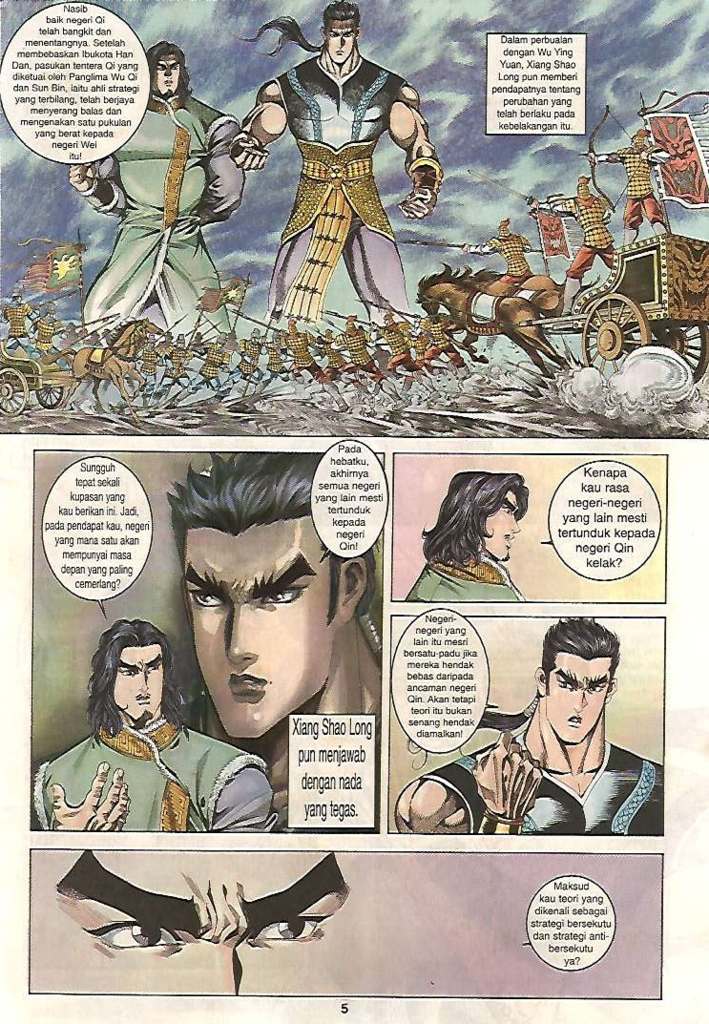 Nasib
baik negeri Qi
telah bangkit dan
menentangnya. Setelah
membebaskan Ibukota Han
Dan, pasukan tentera Qi yang
diketuai oleh Panglima Wu Qi
dan Sun Bin, laitu ahli strategi
yang terbilang, telah berjaya
menyerang balas dan
mengenakan satu pukulan
yang berat kepada
negeri Wei
itu!
Dalam perbualan
dengan Wu Ying
Yuan, Xiang Shao
Long pun memberi
pendapatnya tentang
perubahan yang
telah berlaku pada
kebelakangan itu.
Sungguh
tepat sekali
kupasan yang
kau berikan ini. Jadi,
pada pendapat kau, negeri
yang mana satu akan
mempunyai masa
depan yang paling
cemerlang?
Pada
hebatku,
akhirnya
semua negeri
yang lain mesti
tertunduk
kepada
negeri
Qin!
Xiang Shao Long
pun menjawab
dengan nada
yang tegas.
Kenapa
kau rasa
negeri-negeri
yang lain mesti
tertunduk kepada
negeri Qin
kelak?
Negeri-
negeri yang
lain itu mesri
bersatu-padu jika
mereka hendak
bebas daripada
ancaman negeri
Qin. Akan tetapi
teori itu bukan
senang hendak
diamalkan!
Maksud
kau teori yang
dikenali sebagai
strategi bersekutu
dan strategi anti-
bersekutu
ya?
5